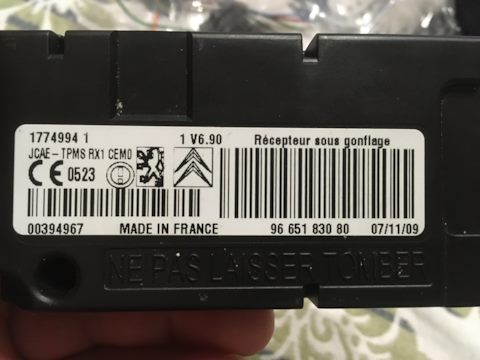 1774994 1 1 V6.90 Récepteur sous gonflage
JCAE-TPMS RX1 CEM0
CE 0523
00394967 MADE IN FRANCE 96 651 830 80 07/11/09
NE PAS LAISSER TOMBER